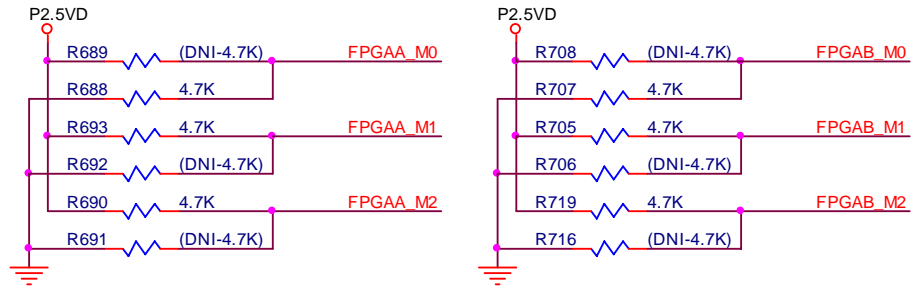 P2.5VD P2.5VD
R689 (DNI-4.7K) FPGAA_M0 R708 (DNI-4.7K) FPGAB_M0
R688 4.7K R707 4.7K
R693 4.7K FPGAA_M1 R705 4.7K FPGAB_M1
R692 (DNI-4.7K) R706 (DNI-4.7K)
R690 4.7K FPGAA_M2 R719 4.7K FPGAB_M2
R691 (DNI-4.7K) R716 (DNI-4.7K)